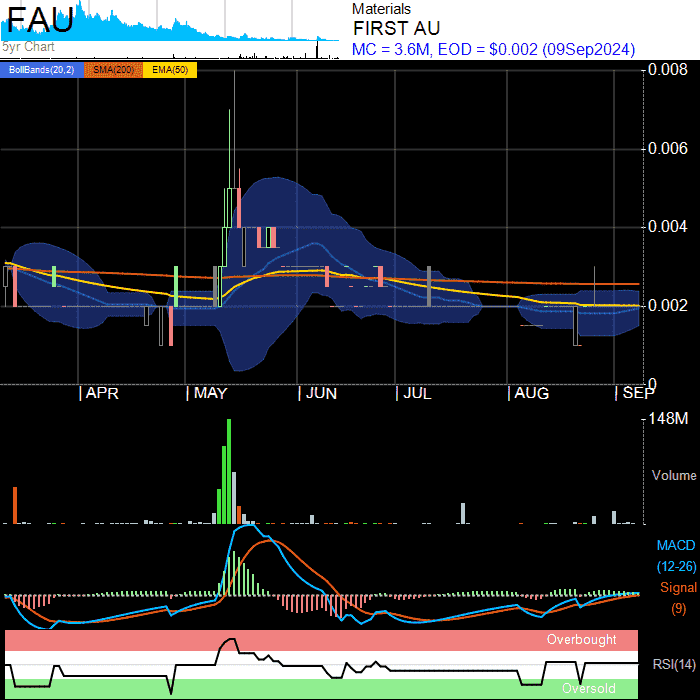 FAU
5yr Chart
Materials
FIRST AU
MC = 3.6M, EOD = $0.002 (09Sep2024)
BollBands(20,2) SMA(200) EMA(50)
0.008
0.006
0.004
0.002
0
APR MAY JUN JUL AUG SEP
148M
Volume
MACD
(12-26)
Signal
(9)
Overbought
RSI(14)
Oversold